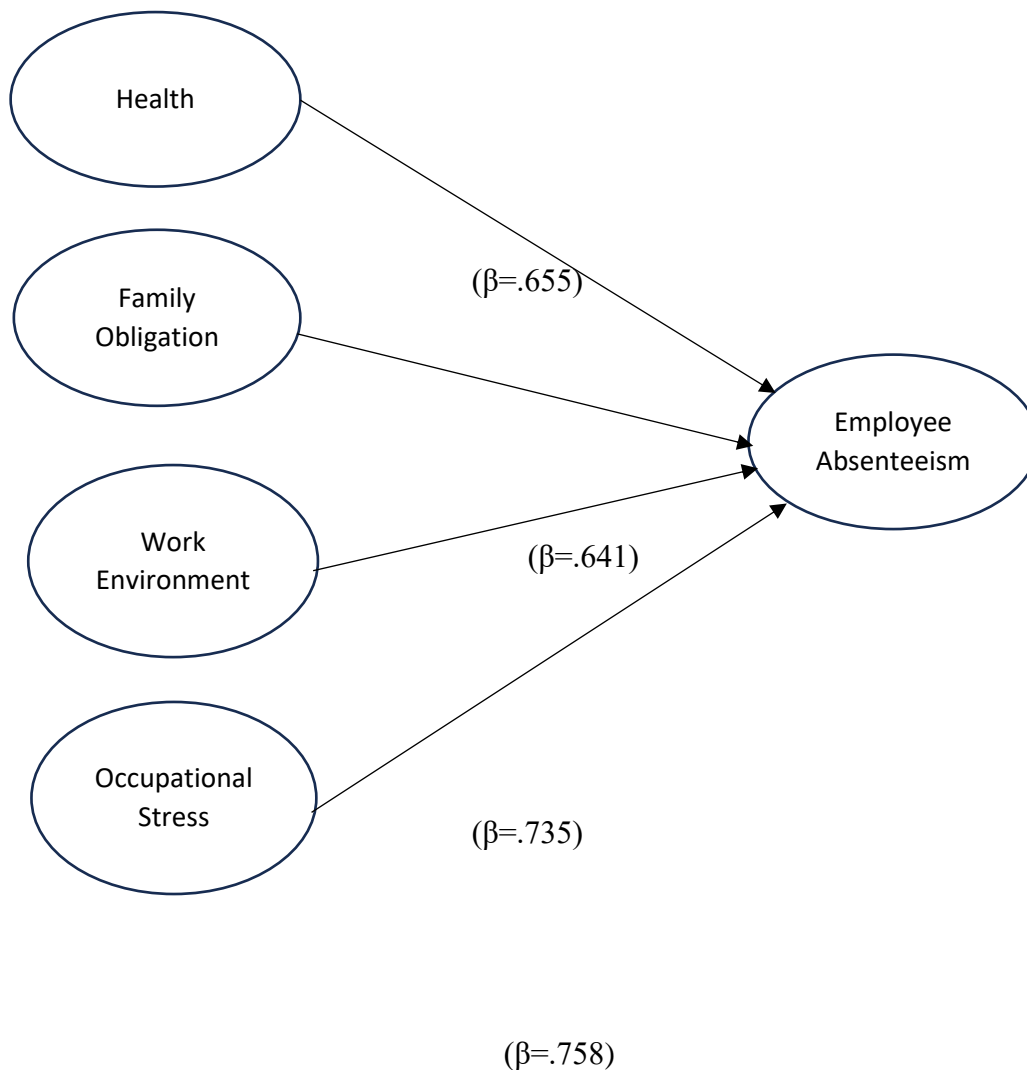 Health
(β=.655)
Family
Obligation
Employee
Absenteeism
Work
Environment
(β=.641)
Occupational
Stress
(β=.735)
(β=.758)